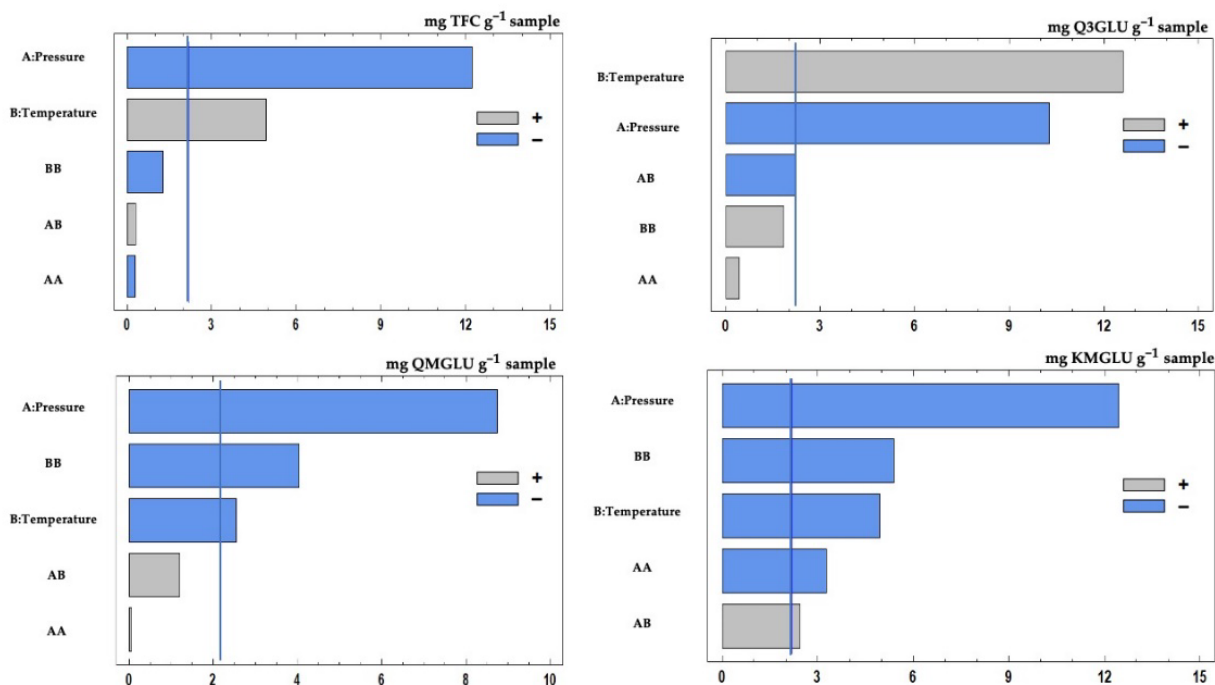 mg TFC g⁻¹ sample
A:Pressure
B:Temperature
BB
AB
AA
+
−
0 3 6 9 12 15
mg Q3GLU g⁻¹ sample
B:Temperature
A:Pressure
AB
BB
AA
+
−
0 3 6 9 12 15
mg QMGLU g⁻¹ sample
A:Pressure
BB
B:Temperature
AB
AA
+
−
0 2 4 6 8 10
mg KMGLU g⁻¹ sample
A:Pressure
BB
B:Temperature
AA
AB
+
−
0 3 6 9 12 15